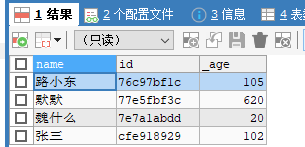 1 结果 2 个配置文件 3 信息 4 表
(只读)
name id _age
路小东 76c97bf1c 105
默默 77e5fbf3c 620
魏什么 7e7a1abdd 20
张三 cfe918929 102